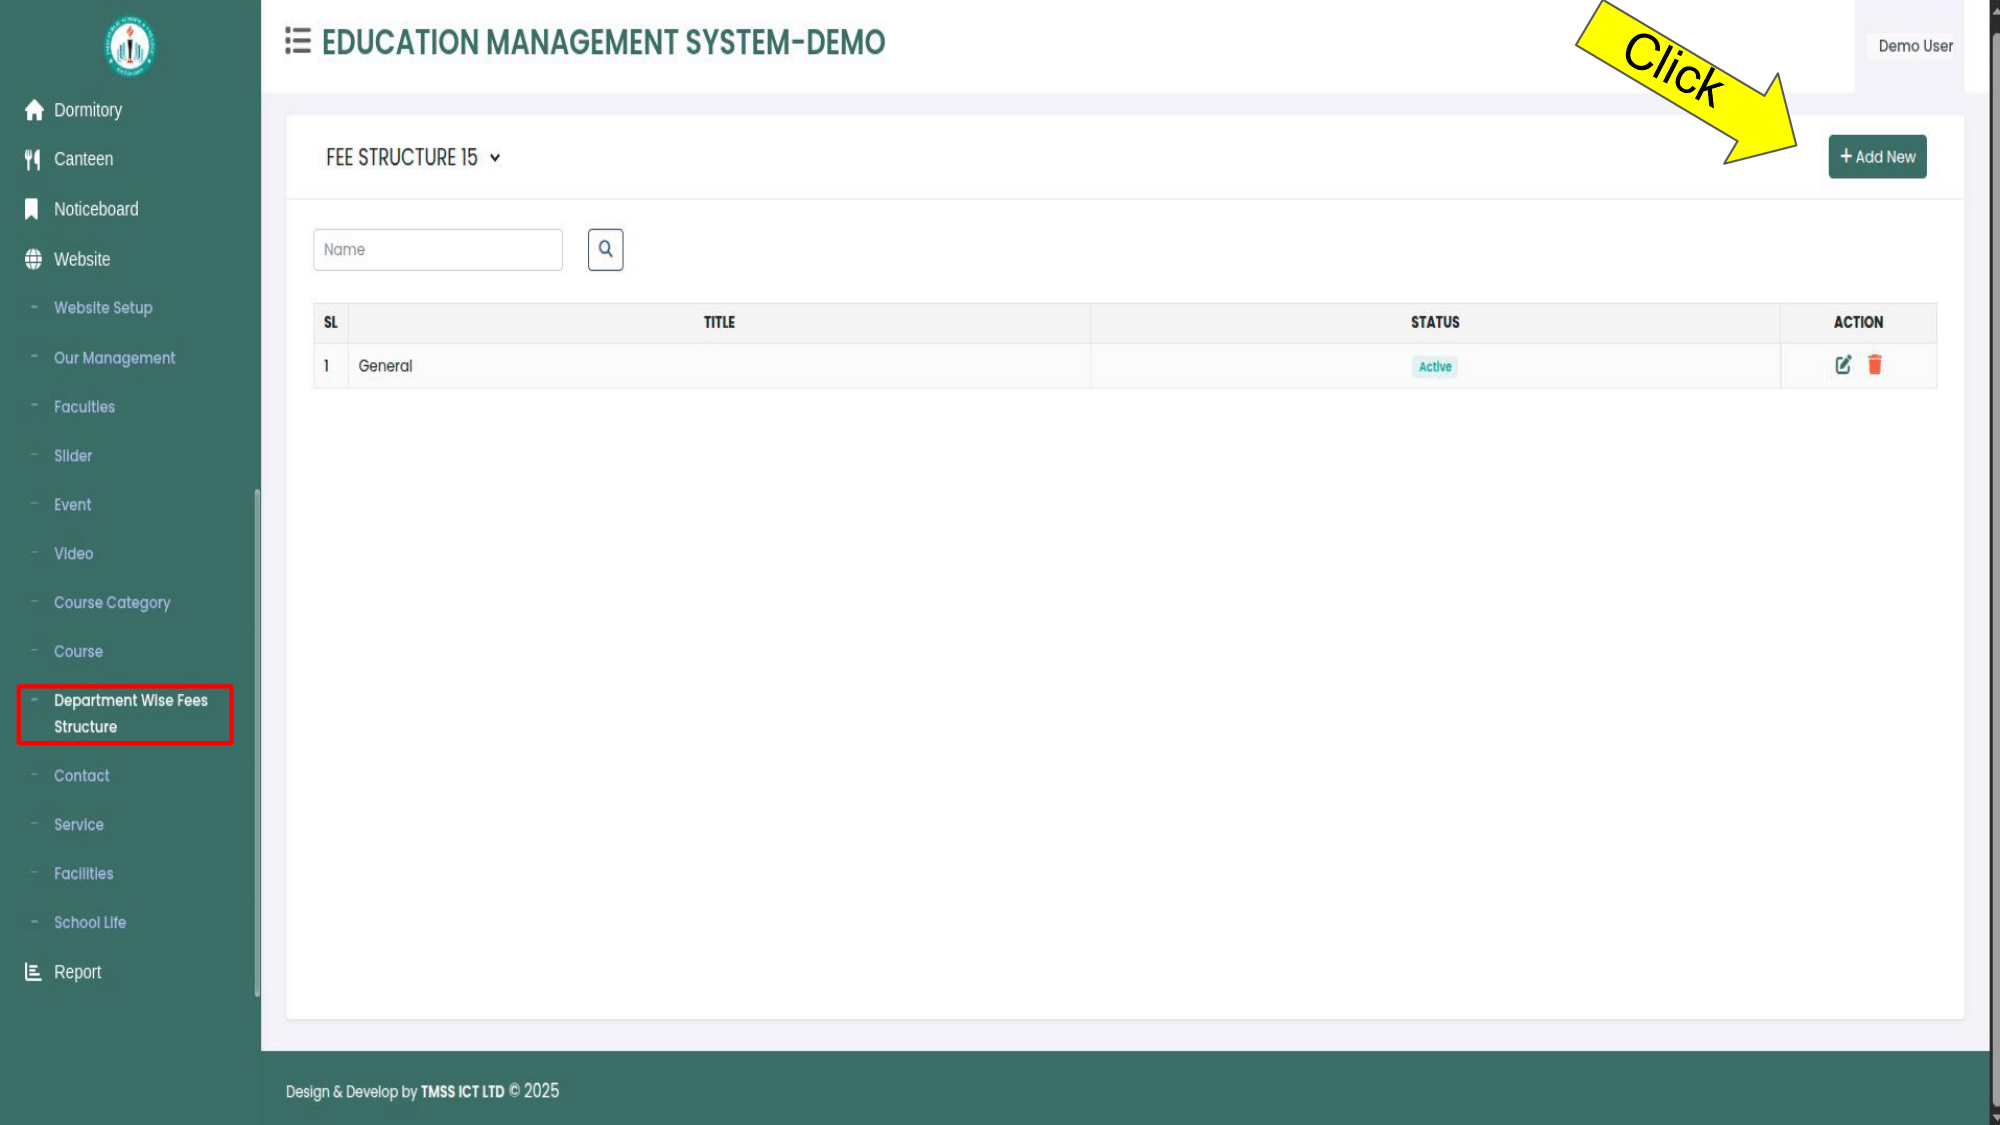 EDUCATION MANAGEMENT SYSTEM-DEMO
Click
Demo User
Dormitory
Canteen
Noticeboard
Website
- Website Setup
- Our Management
- Faculties
- Slider
- Event
- Video
- Course Category
- Course
- Department Wise Fees
Structure
- Contact
- Service
- Facilities
- School Life
Report
FEE STRUCTURE 15
+ Add New
Name
SL TITLE STATUS ACTION
1 General Active
Design & Develop by TMSS ICT LTD © 2025